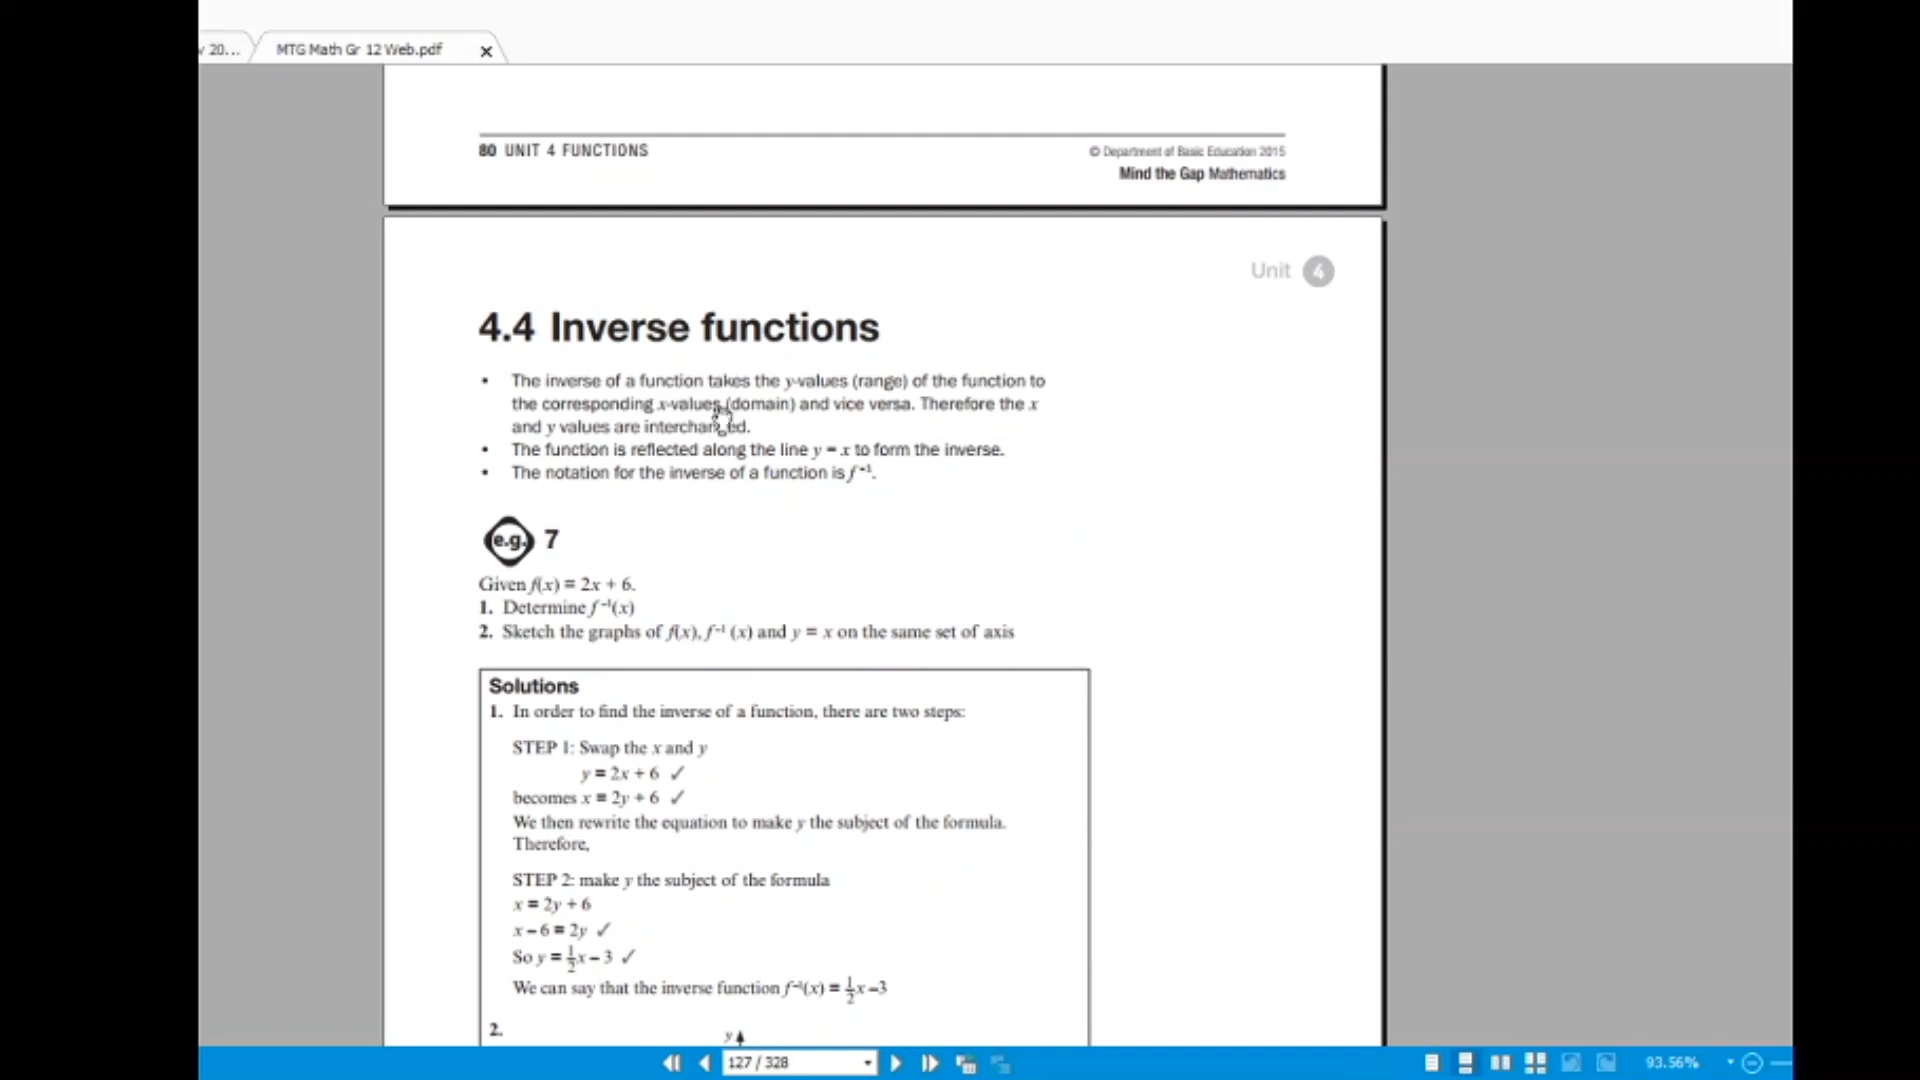 v 20...
MTG Math Gr 12 Web.pdf
80 UNIT 4 FUNCTIONS
© Department of Basic Education 2015
Mind the Gap Mathematics
Unit 4
4.4 Inverse functions
• The inverse of a function takes the y-values (range) of the function to
the corresponding x-values (domain) and vice versa. Therefore the x
and y values are interchanged.
• The function is reflected along the line y = x to form the inverse.
• The notation for the inverse of a function is f⁻¹.
e.g. 7
Given f(x) = 2x + 6.
1. Determine f⁻¹(x)
2. Sketch the graphs of f(x), f⁻¹ (x) and y = x on the same set of axis
Solutions
1. In order to find the inverse of a function, there are two steps:
STEP 1: Swap the x and y
y = 2x + 6 ✓
becomes x = 2y + 6 ✓
We then rewrite the equation to make y the subject of the formula.
Therefore,
STEP 2: make y the subject of the formula
x = 2y + 6
x – 6 = 2y ✓
So y = ½x – 3 ✓
We can say that the inverse function f⁻¹(x) = ½x –3
2.
y
127 / 328
93.56%